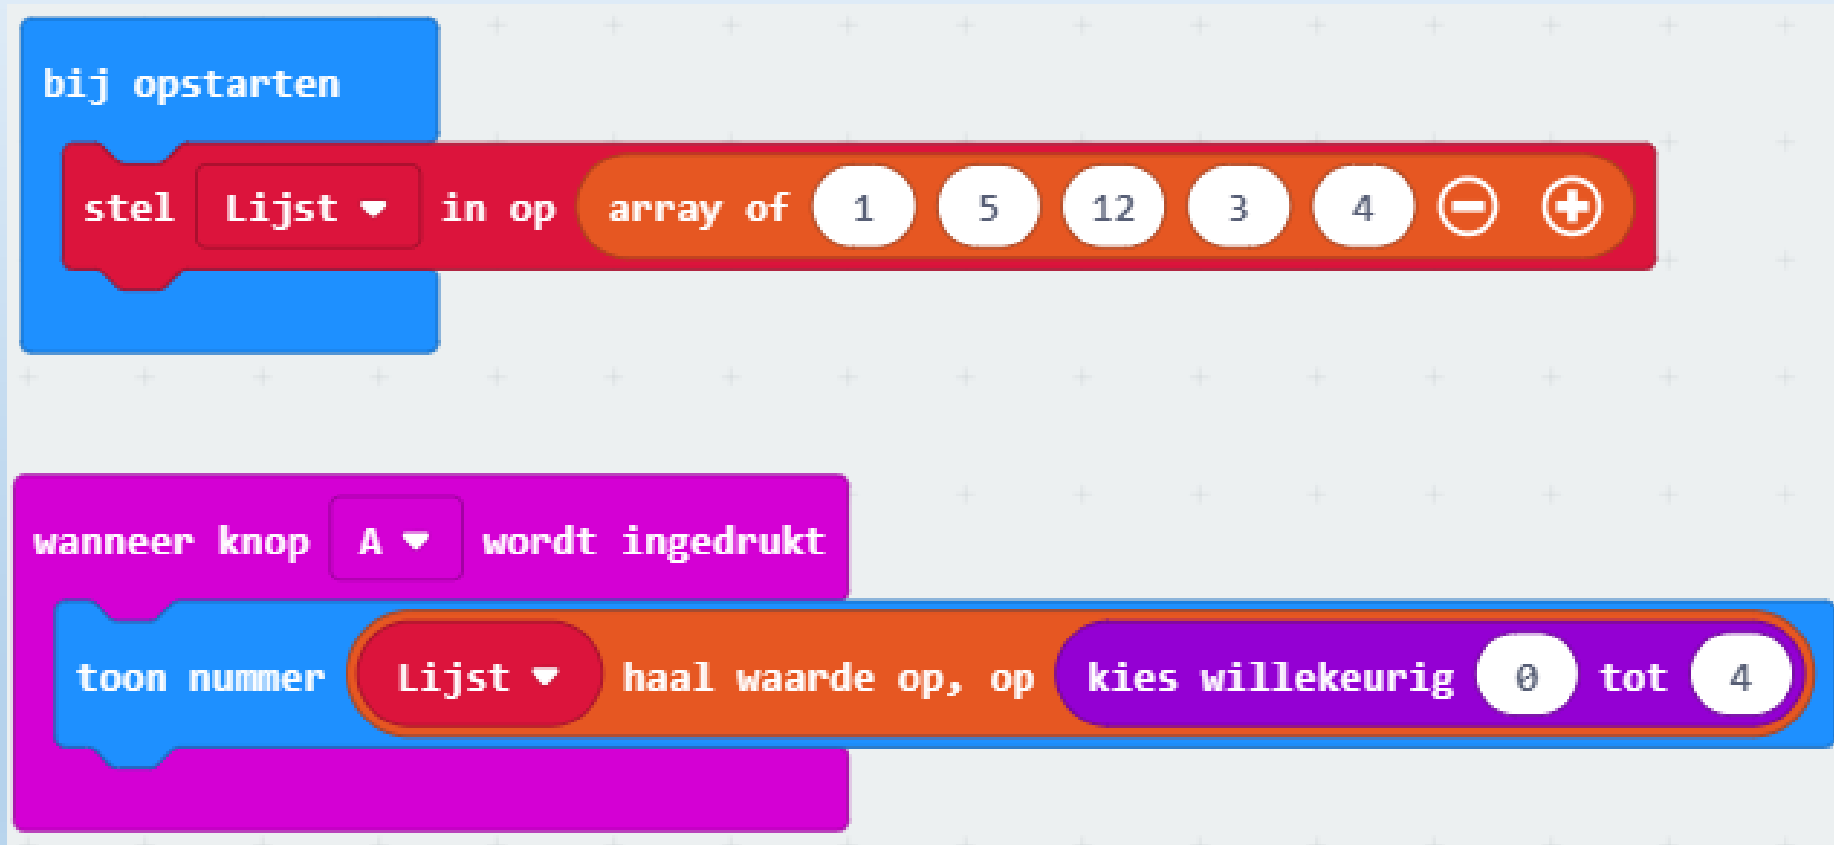 bij opstarten
stel Lijst in op array of 1 5 12 3 4
wanneer knop A wordt ingedrukt
toon nummer Lijst haal waarde op, op kies willekeurig 0 tot 4